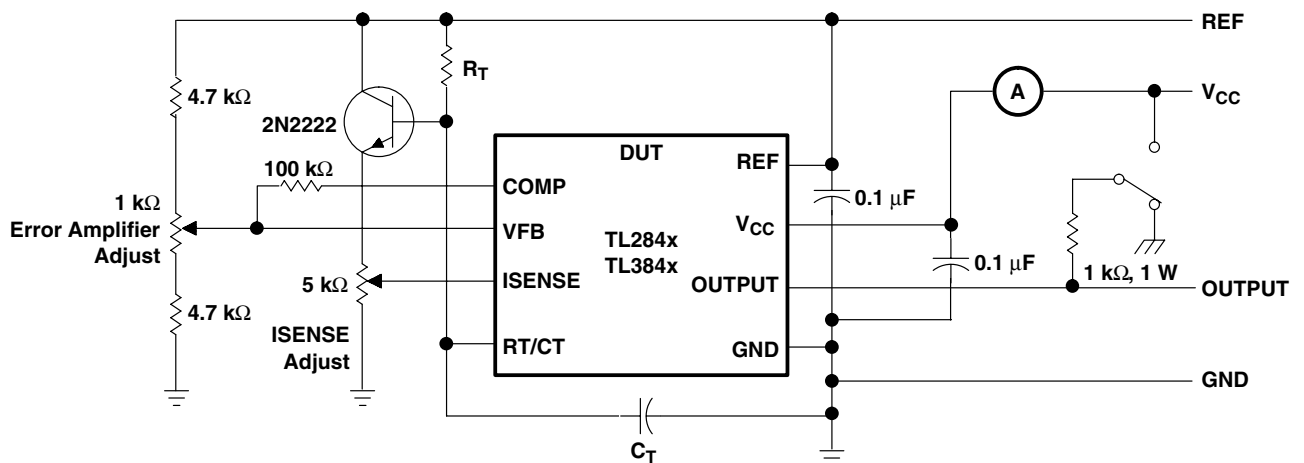 REF
R_T
4.7 kΩ
A
V_CC
2N2222
DUT
REF
100 kΩ
COMP
0.1 μF
1 kΩ
Error Amplifier
Adjust
VFB
V_CC
TL284x
TL384x
0.1 μF
5 kΩ
ISENSE
OUTPUT
1 kΩ, 1 W
OUTPUT
4.7 kΩ
ISENSE
Adjust
RT/CT
GND
GND
C_T